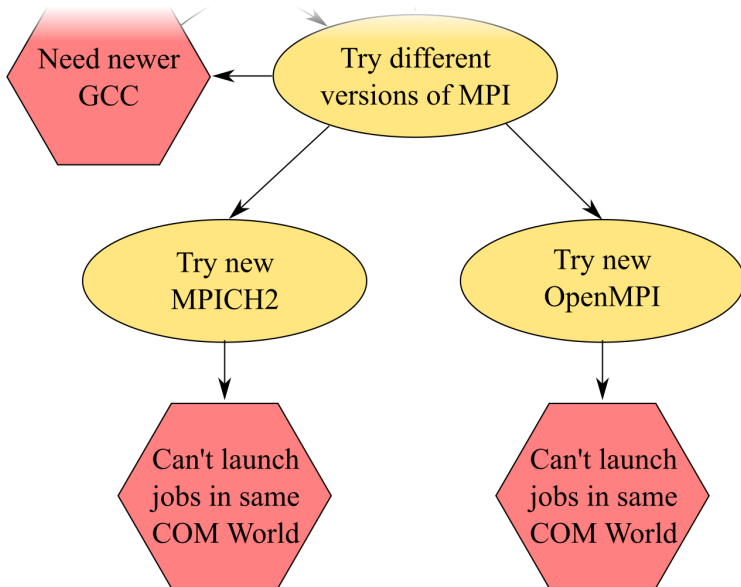 Need newer
GCC
Try different
versions of MPI
Try new
MPICH2
Try new
OpenMPI
Can't launch
jobs in same
COM World
Can't launch
jobs in same
COM World